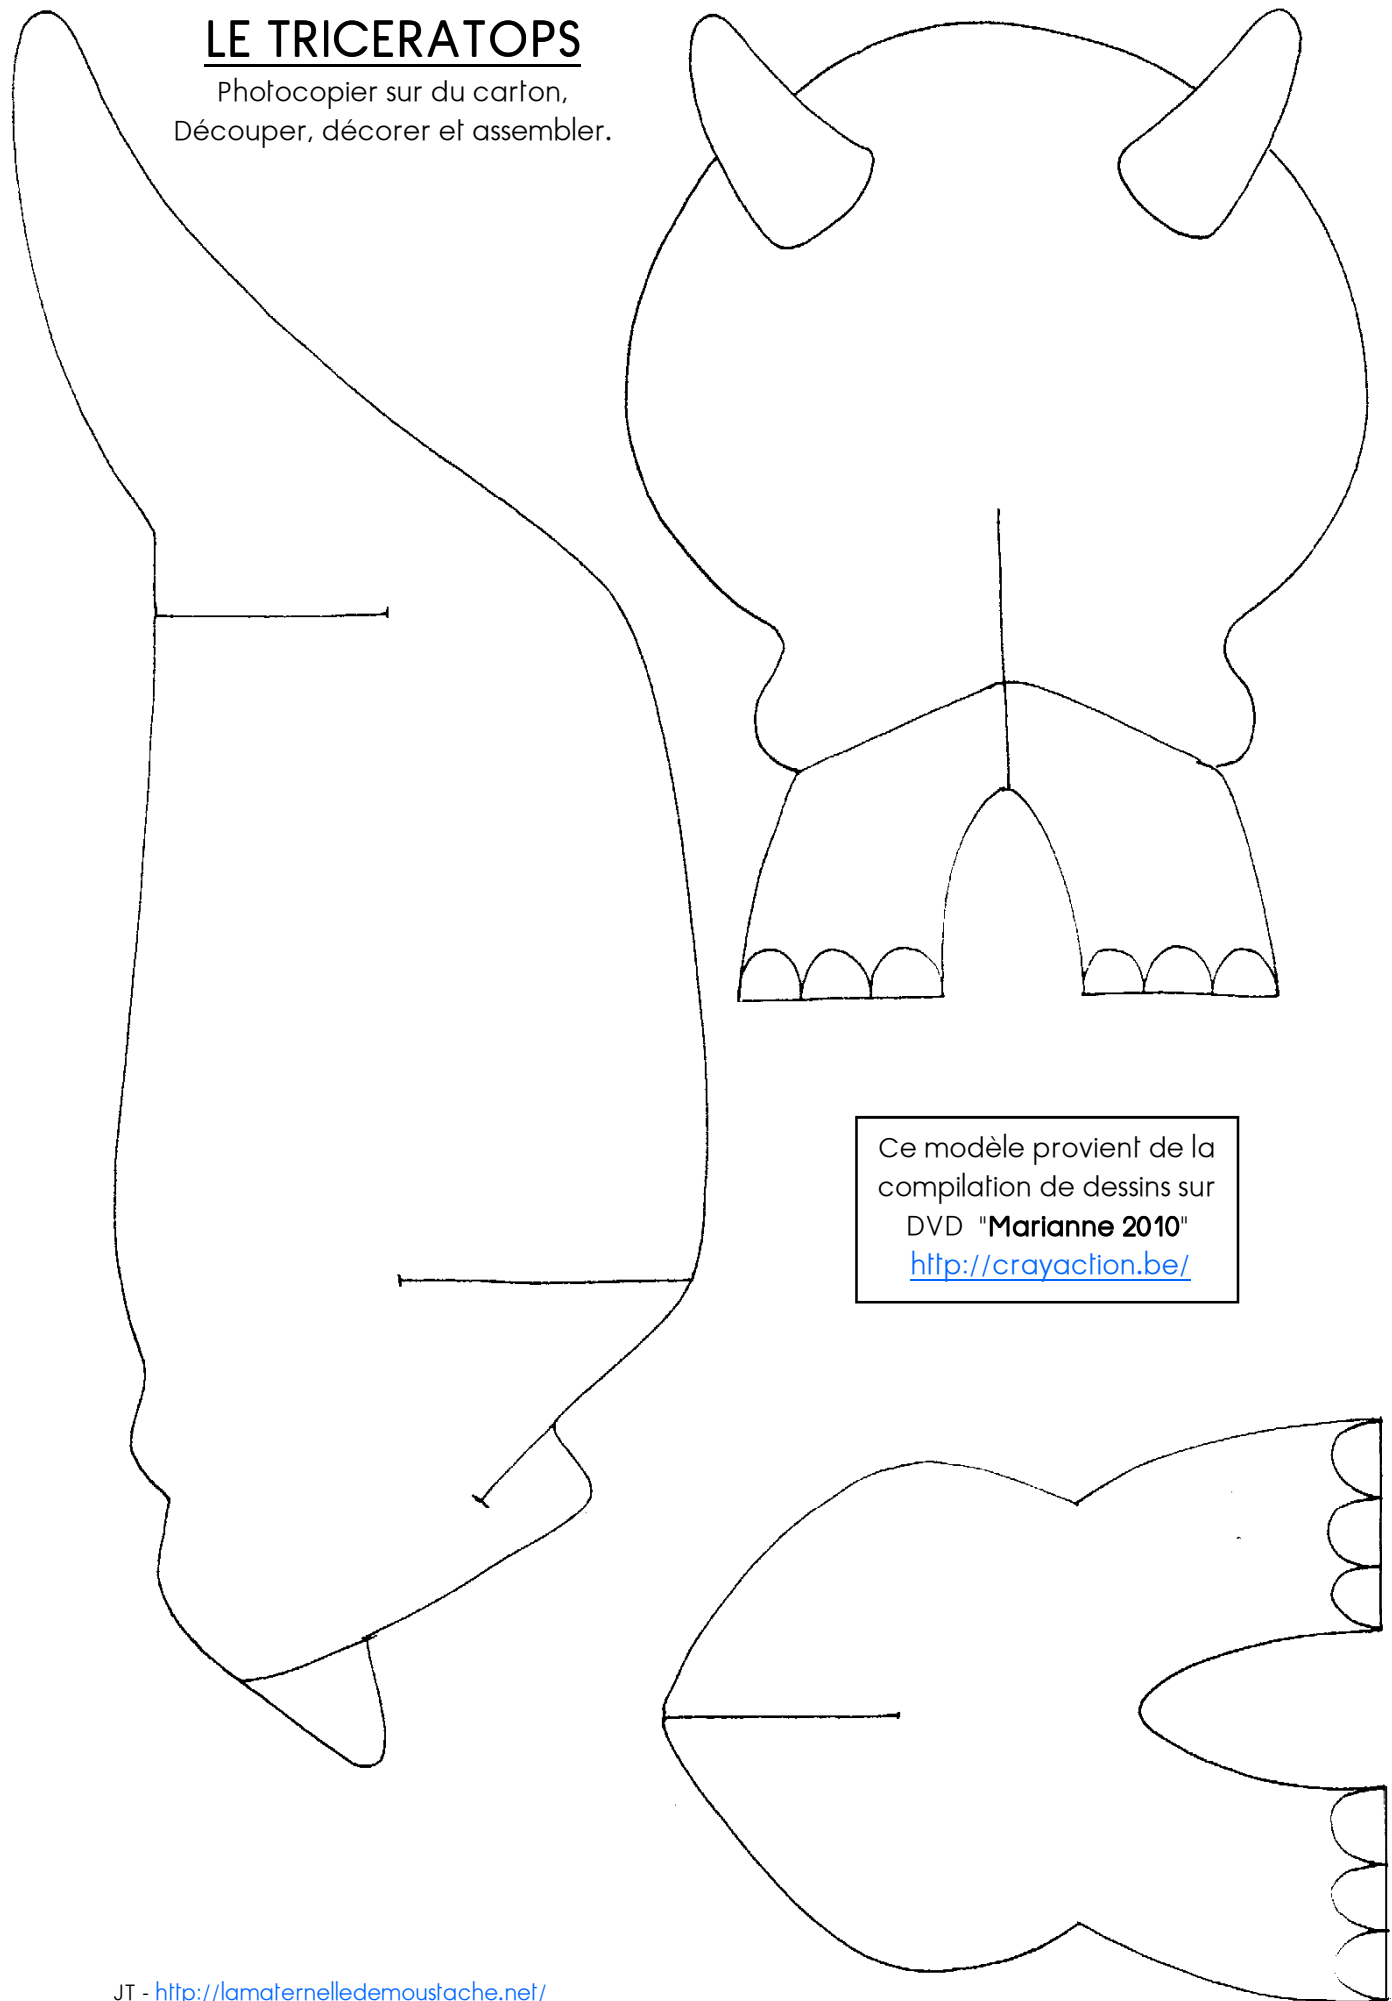 LE TRICERATOPS
Photocopier sur du carton,
Découper, décorer et assembler.
Ce modèle provient de la
compilation de dessins sur
DVD "Marianne 2010"
http://crayaction.be/
JT - http://lamaternelledemoustache.net/